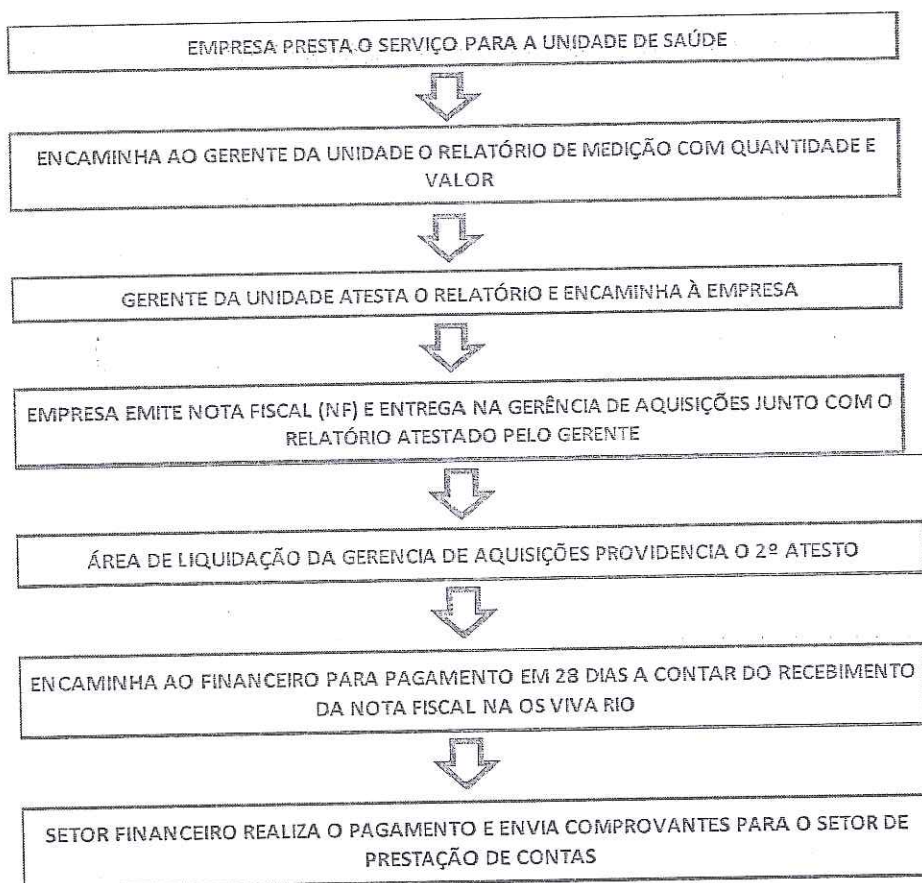 EMPRESA PRESTA O SERVIÇO PARA A UNIDADE DE SAÚDE
ENCAMINHA AO GERENTE DA UNIDADE O RELATÓRIO DE MEDIÇÃO COM QUANTIDADE E
VALOR
GERENTE DA UNIDADE ATESTA O RELATÓRIO E ENCAMINHA À EMPRESA
EMPRESA EMITE NOTA FISCAL (NF) E ENTREGA NA GERÊNCIA DE AQUISIÇÕES JUNTO COM O
RELATÓRIO ATESTADO PELO GERENTE
ÁREA DE LIQUIDAÇÃO DA GERENCIA DE AQUISIÇÕES PROVIDENCIA O 2º ATESTO
ENCAMINHA AO FINANCEIRO PARA PAGAMENTO EM 28 DIAS A CONTAR DO RECEBIMENTO
DA NOTA FISCAL NA OS VIVA RIO
SETOR FINANCEIRO REALIZA O PAGAMENTO E ENVIA COMPROVANTES PARA O SETOR DE
PRESTAÇÃO DE CONTAS